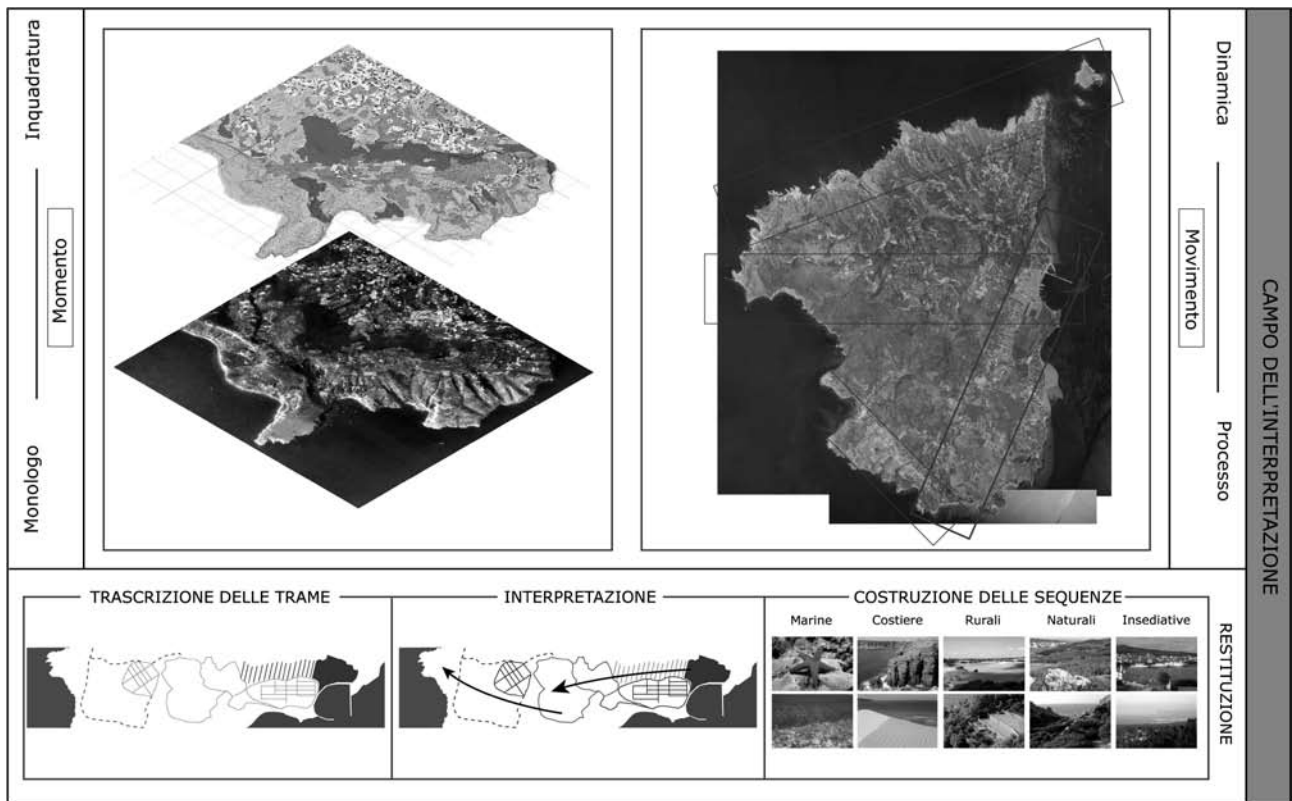 Inquadratura
Momento
Monologo
Dinamica
Movimento
Processo
CAMPO DELL'INTERPRETAZIONE
TRASCRIZIONE DELLE TRAME
INTERPRETAZIONE
COSTRUZIONE DELLE SEQUENZE
Marine
Costiere
Rurali
Naturali
Insediative
RESTITUZIONE